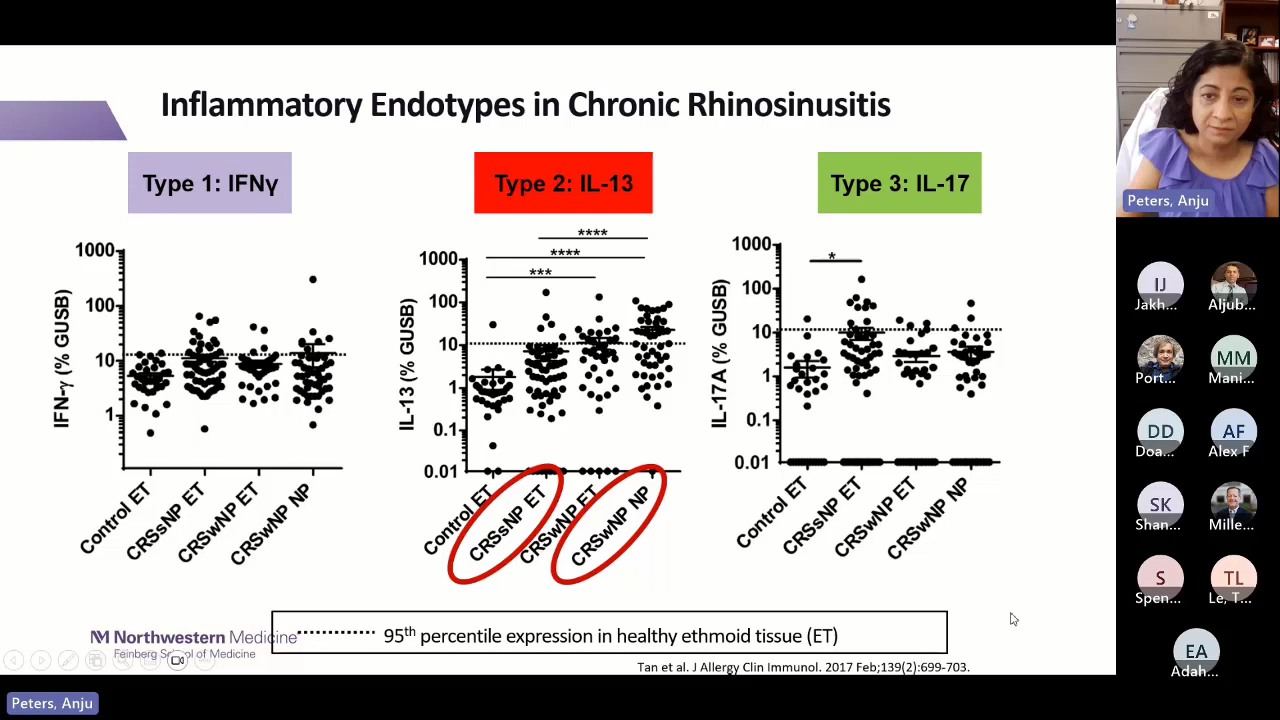 Inflammatory Endotypes in Chronic Rhinosinusitis
Type 1: IFNγ
Type 2: IL-13
Type 3: IL-17
IFN-γ (% GUSB)
1000
100
10
1
Control ET
CRSsNP ET
CRSwNP ET
CRSwNP NP
IL-13 (% GUSB)
****
****
***
1000
100
10
1
0.1
0.01
Control ET
CRSsNP ET
CRSwNP ET
CRSwNP NP
IL-17A (% GUSB)
*
1000
100
10
1
0.1
0.01
Control ET
CRSsNP ET
CRSwNP ET
CRSwNP NP
95th percentile expression in healthy ethmoid tissue (ET)
Northwestern Medicine
Feinberg School of Medicine
Tan et al. J Allergy Clin Immunol. 2017 Feb;139(2):699-703.
Peters, Anju
Peters, Anju
IJ
Jakh...
Aljub...
Port...
MM
Mani...
DD
Doa...
AF
Alex F
SK
Shan...
Mille...
S
Spen...
TL
Le, T...
EA
Adah...